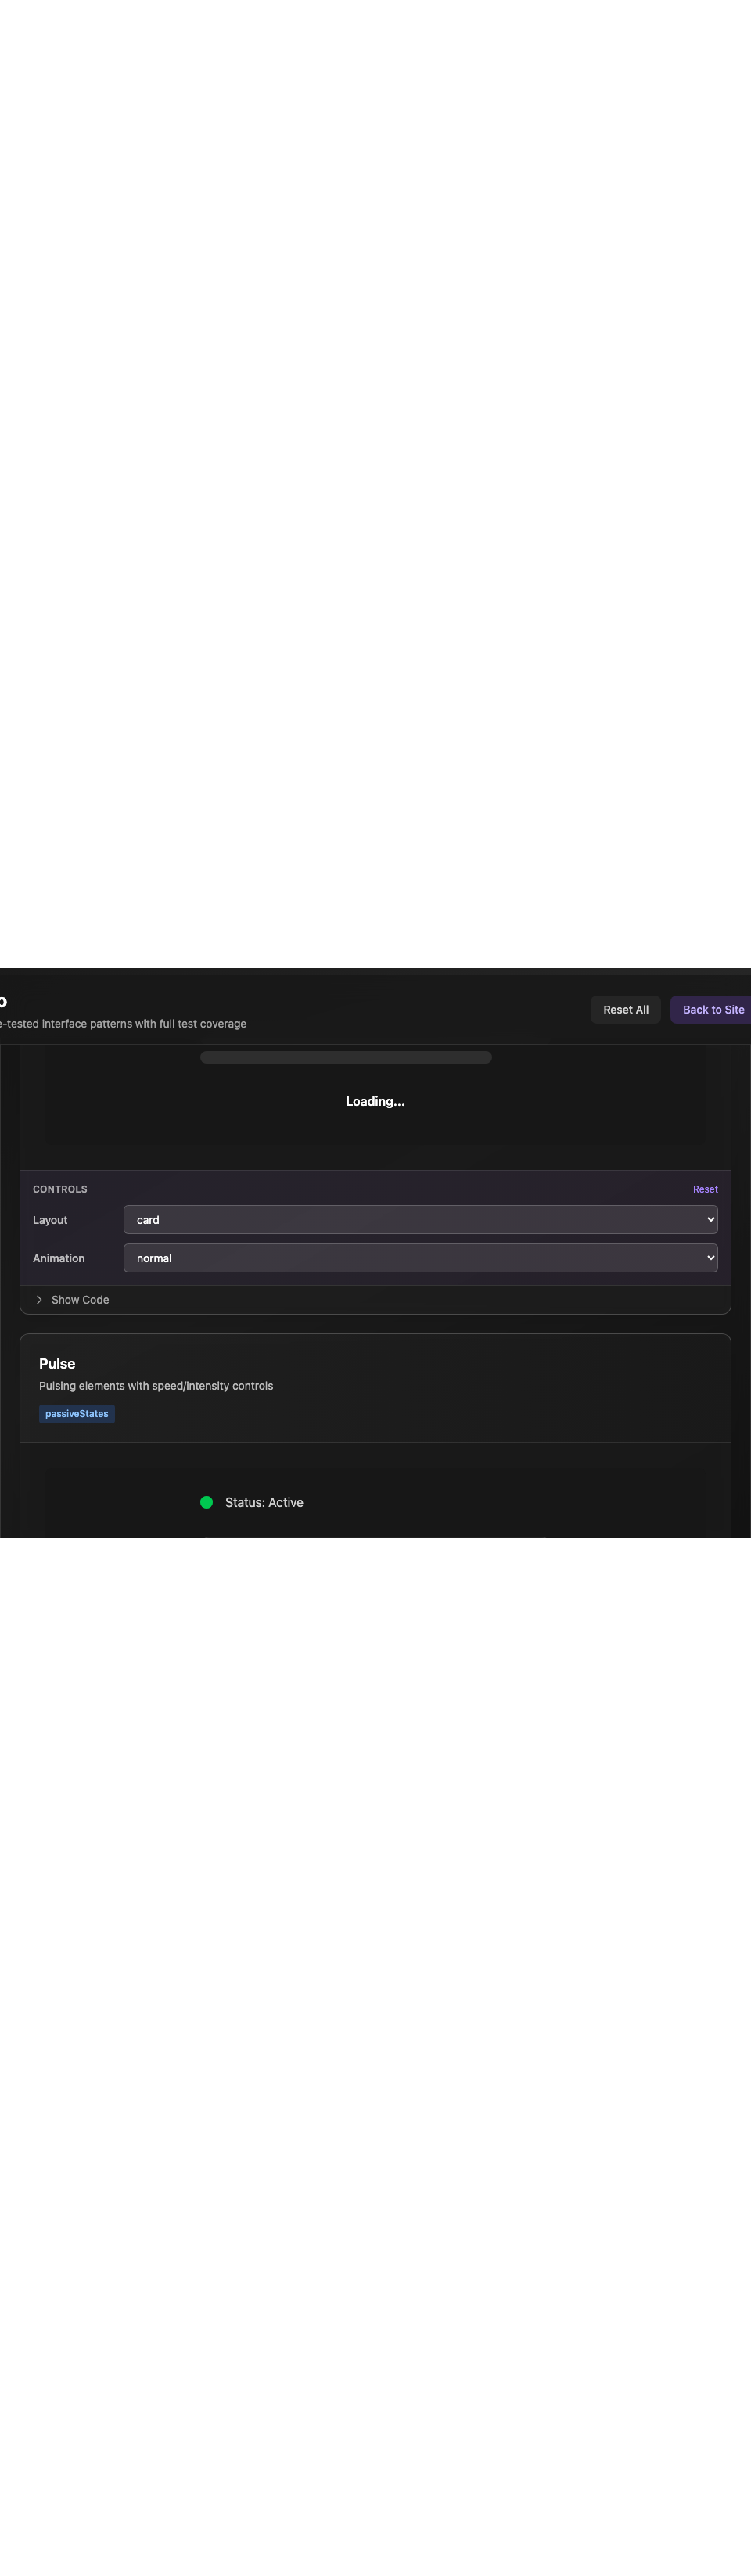 e-tested interface patterns with full test coverage
Reset All
Back to Site
Loading...
CONTROLS
Reset
Layout
card
Animation
normal
Show Code
Pulse
Pulsing elements with speed/intensity controls
passiveStates
Status: Active